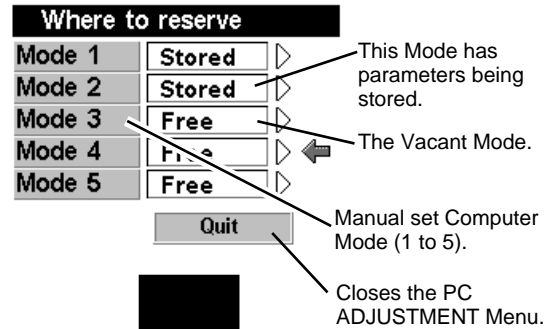 Where to reserve
Mode 1 Stored
Mode 2 Stored
Mode 3 Free
Mode 4 Free
Mode 5 Free
Quit
This Mode has
parameters being
stored.
The Vacant Mode.
Manual set Computer
Mode (1 to 5).
Closes the PC
ADJUSTMENT Menu.